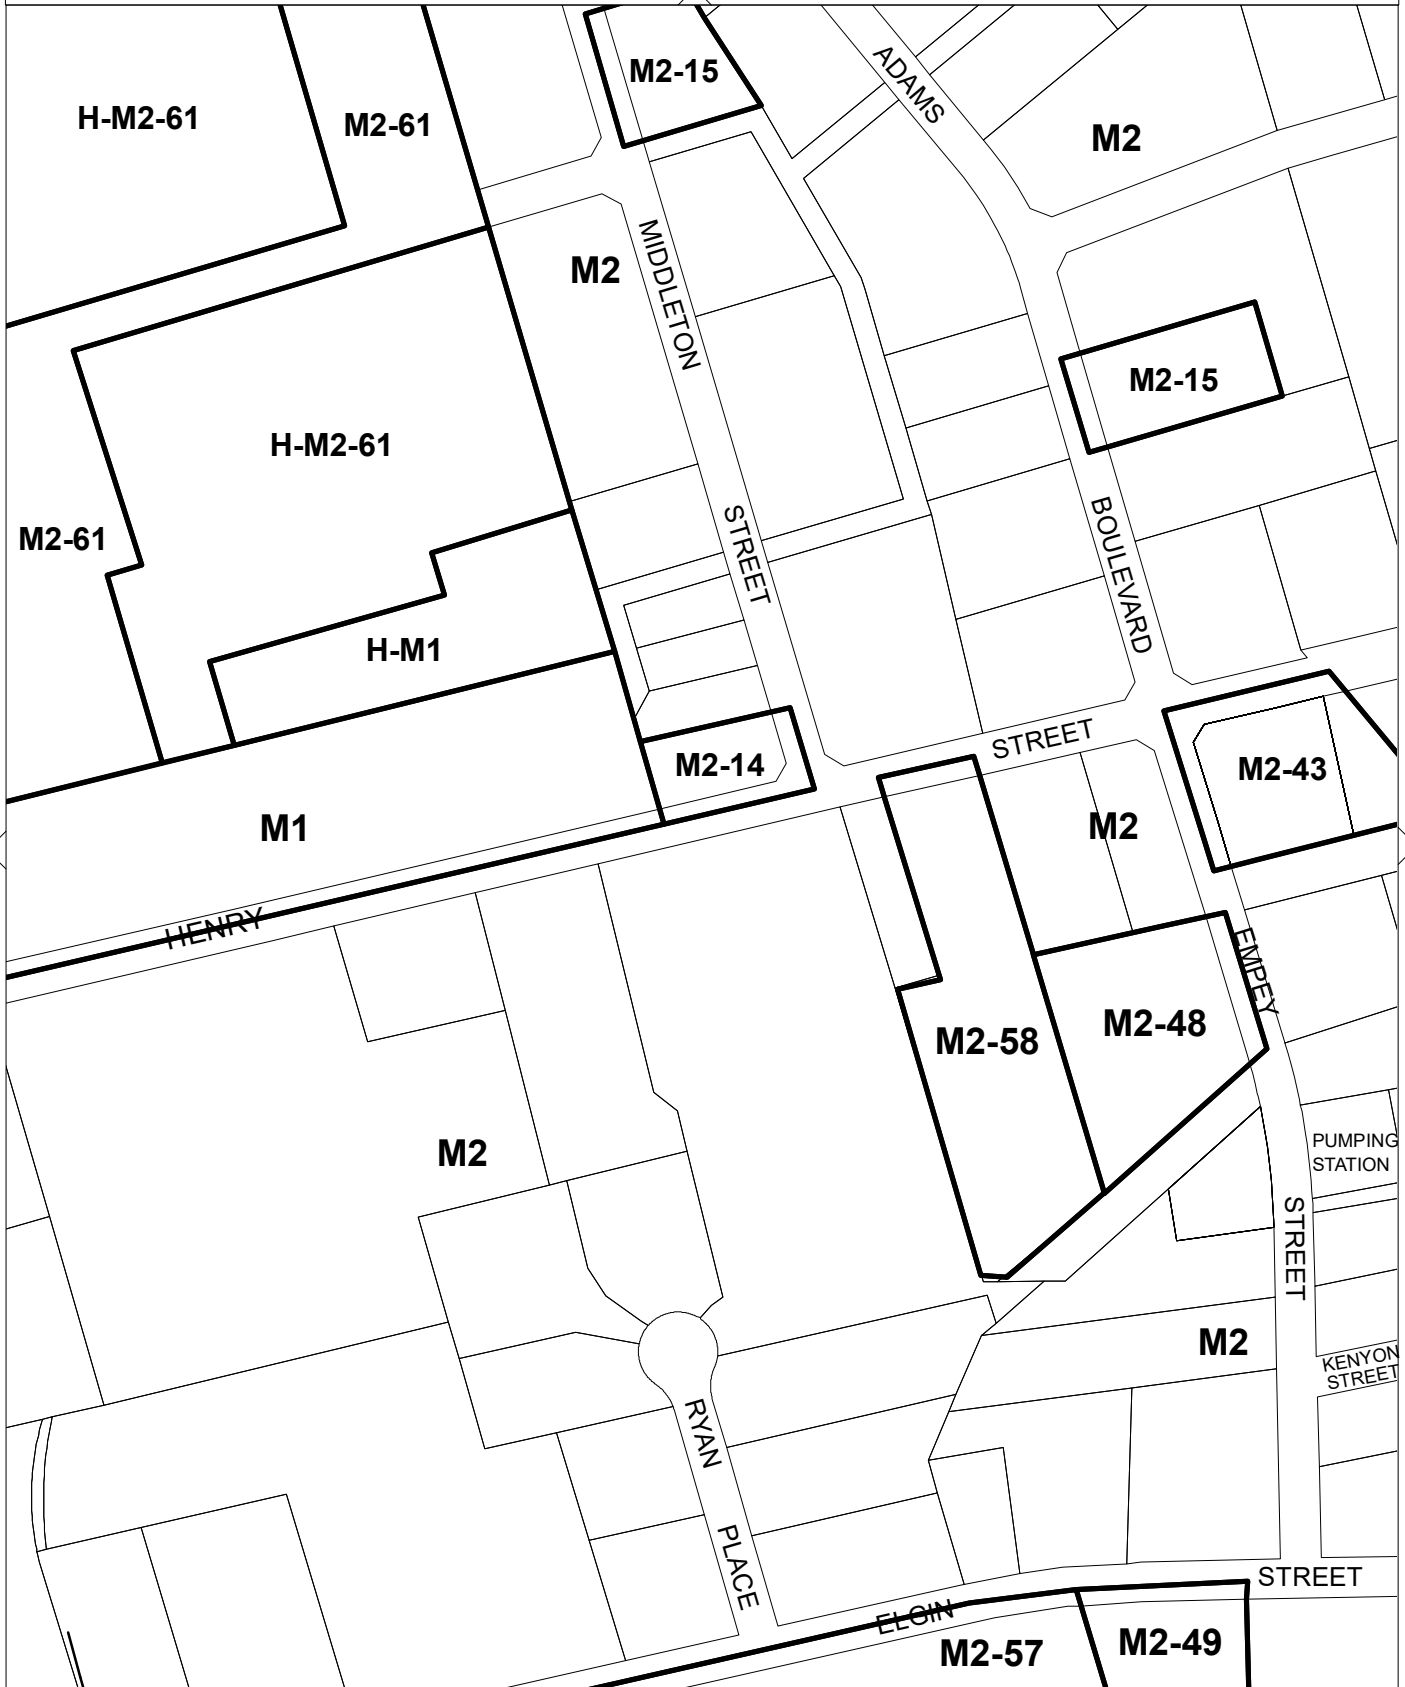 ADAMS
M2-15
H-M2-61
M2-61
M2
MIDDLETON
M2
M2-15
H-M2-61
M2-61
STREET
BOULEVARD
H-M1
STREET
M2-14
M2-43
M1
M2
HENRY
EMPEY
M2-58
M2-48
M2
PUMPING
STATION
STREET
M2
KENYON
STREET
RYAN
PLACE
STREET
ELGIN
M2-57
M2-49